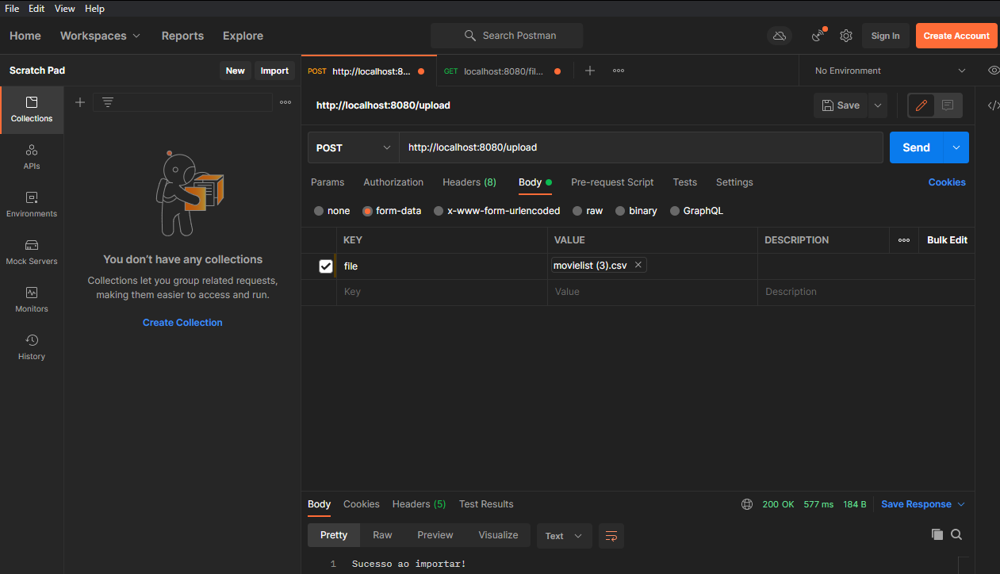 File Edit View Help
Home Workspaces Reports Explore Search Postman Sign In Create Account
Scratch Pad New Import
POST http://localhost:8... GET localhost:8080/fil... No Environment
Collections
APIs
Environments
Mock Servers
Monitors
History
You don't have any collections
Collections let you group related requests,
making them easier to access and run.
Create Collection
http://localhost:8080/upload Save
POST http://localhost:8080/upload Send
Params Authorization Headers (8) Body Pre-request Script Tests Settings Cookies
none form-data x-www-form-urlencoded raw binary GraphQL
KEY VALUE DESCRIPTION Bulk Edit
file movielist (3).csv
Key Value Description
Body Cookies Headers (5) Test Results 200 OK 577 ms 184 B Save Response
Pretty Raw Preview Visualize Text
1 Sucesso ao importar!